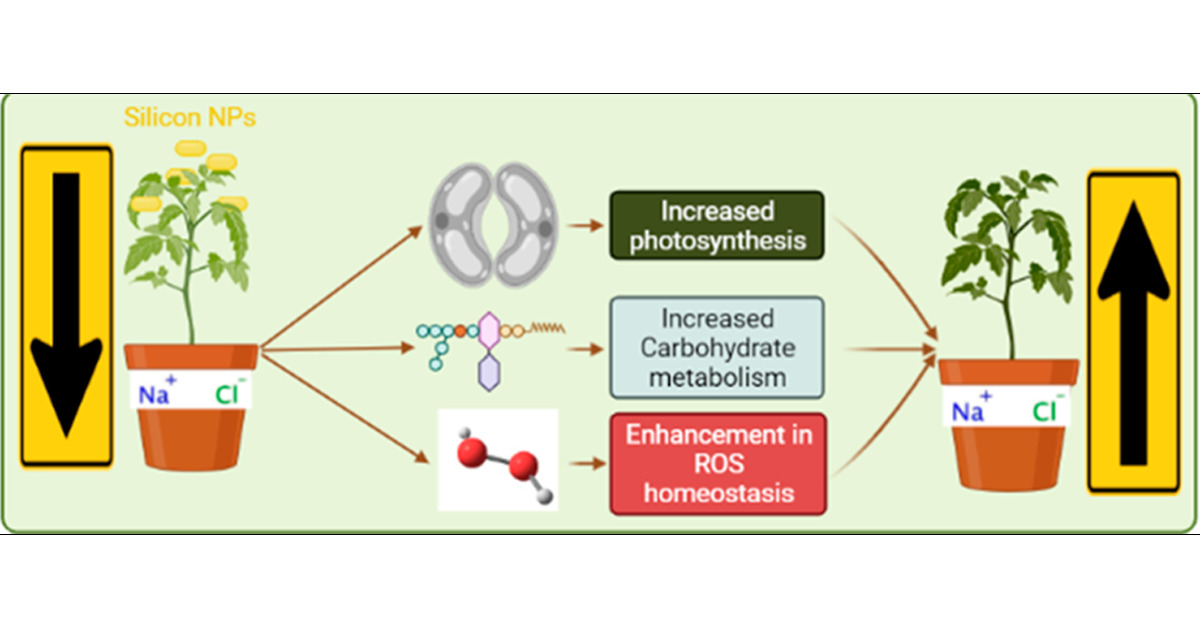 Silicon NPs
Na⁺ Cl⁻
Increased
photosynthesis
Increased
Carbohydrate
metabolism
Enhancement in
ROS
homeostasis
Na⁺ Cl⁻